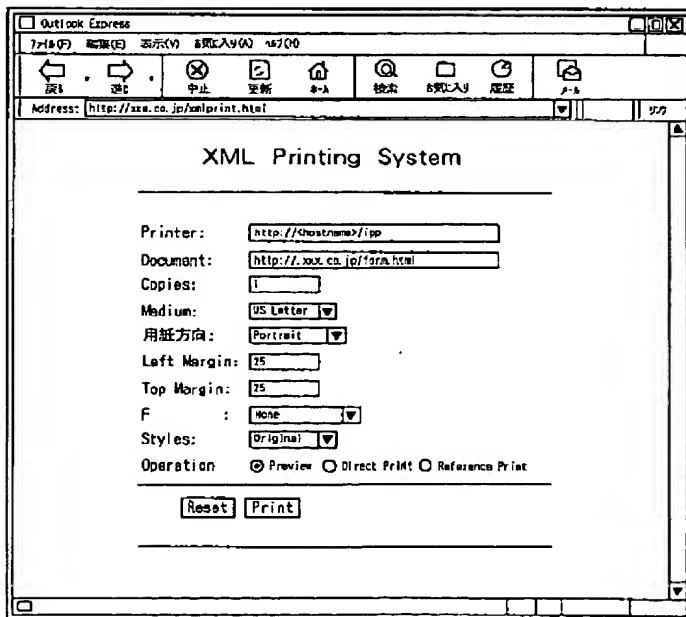 Outlook Express
ファイル(F) 編集(E) 表示(V) お気に入り(A) ヘルプ(H)
戻る 進む 中止 更新 ホーム 検索 お気に入り 履歴 メール
Address: http://xxx.co.jp/xmlprint.html リンク
XML Printing System
Printer: http://<hostname>/ipp
Document: http://.xxx.co.jp/form.html
Copies: 1
Medium: US Letter
用紙方向: Portrait
Left Margin: 25
Top Margin: 25
F : None
Styles: Original
Operation Preview Direct Print Reference Print
Reset Print